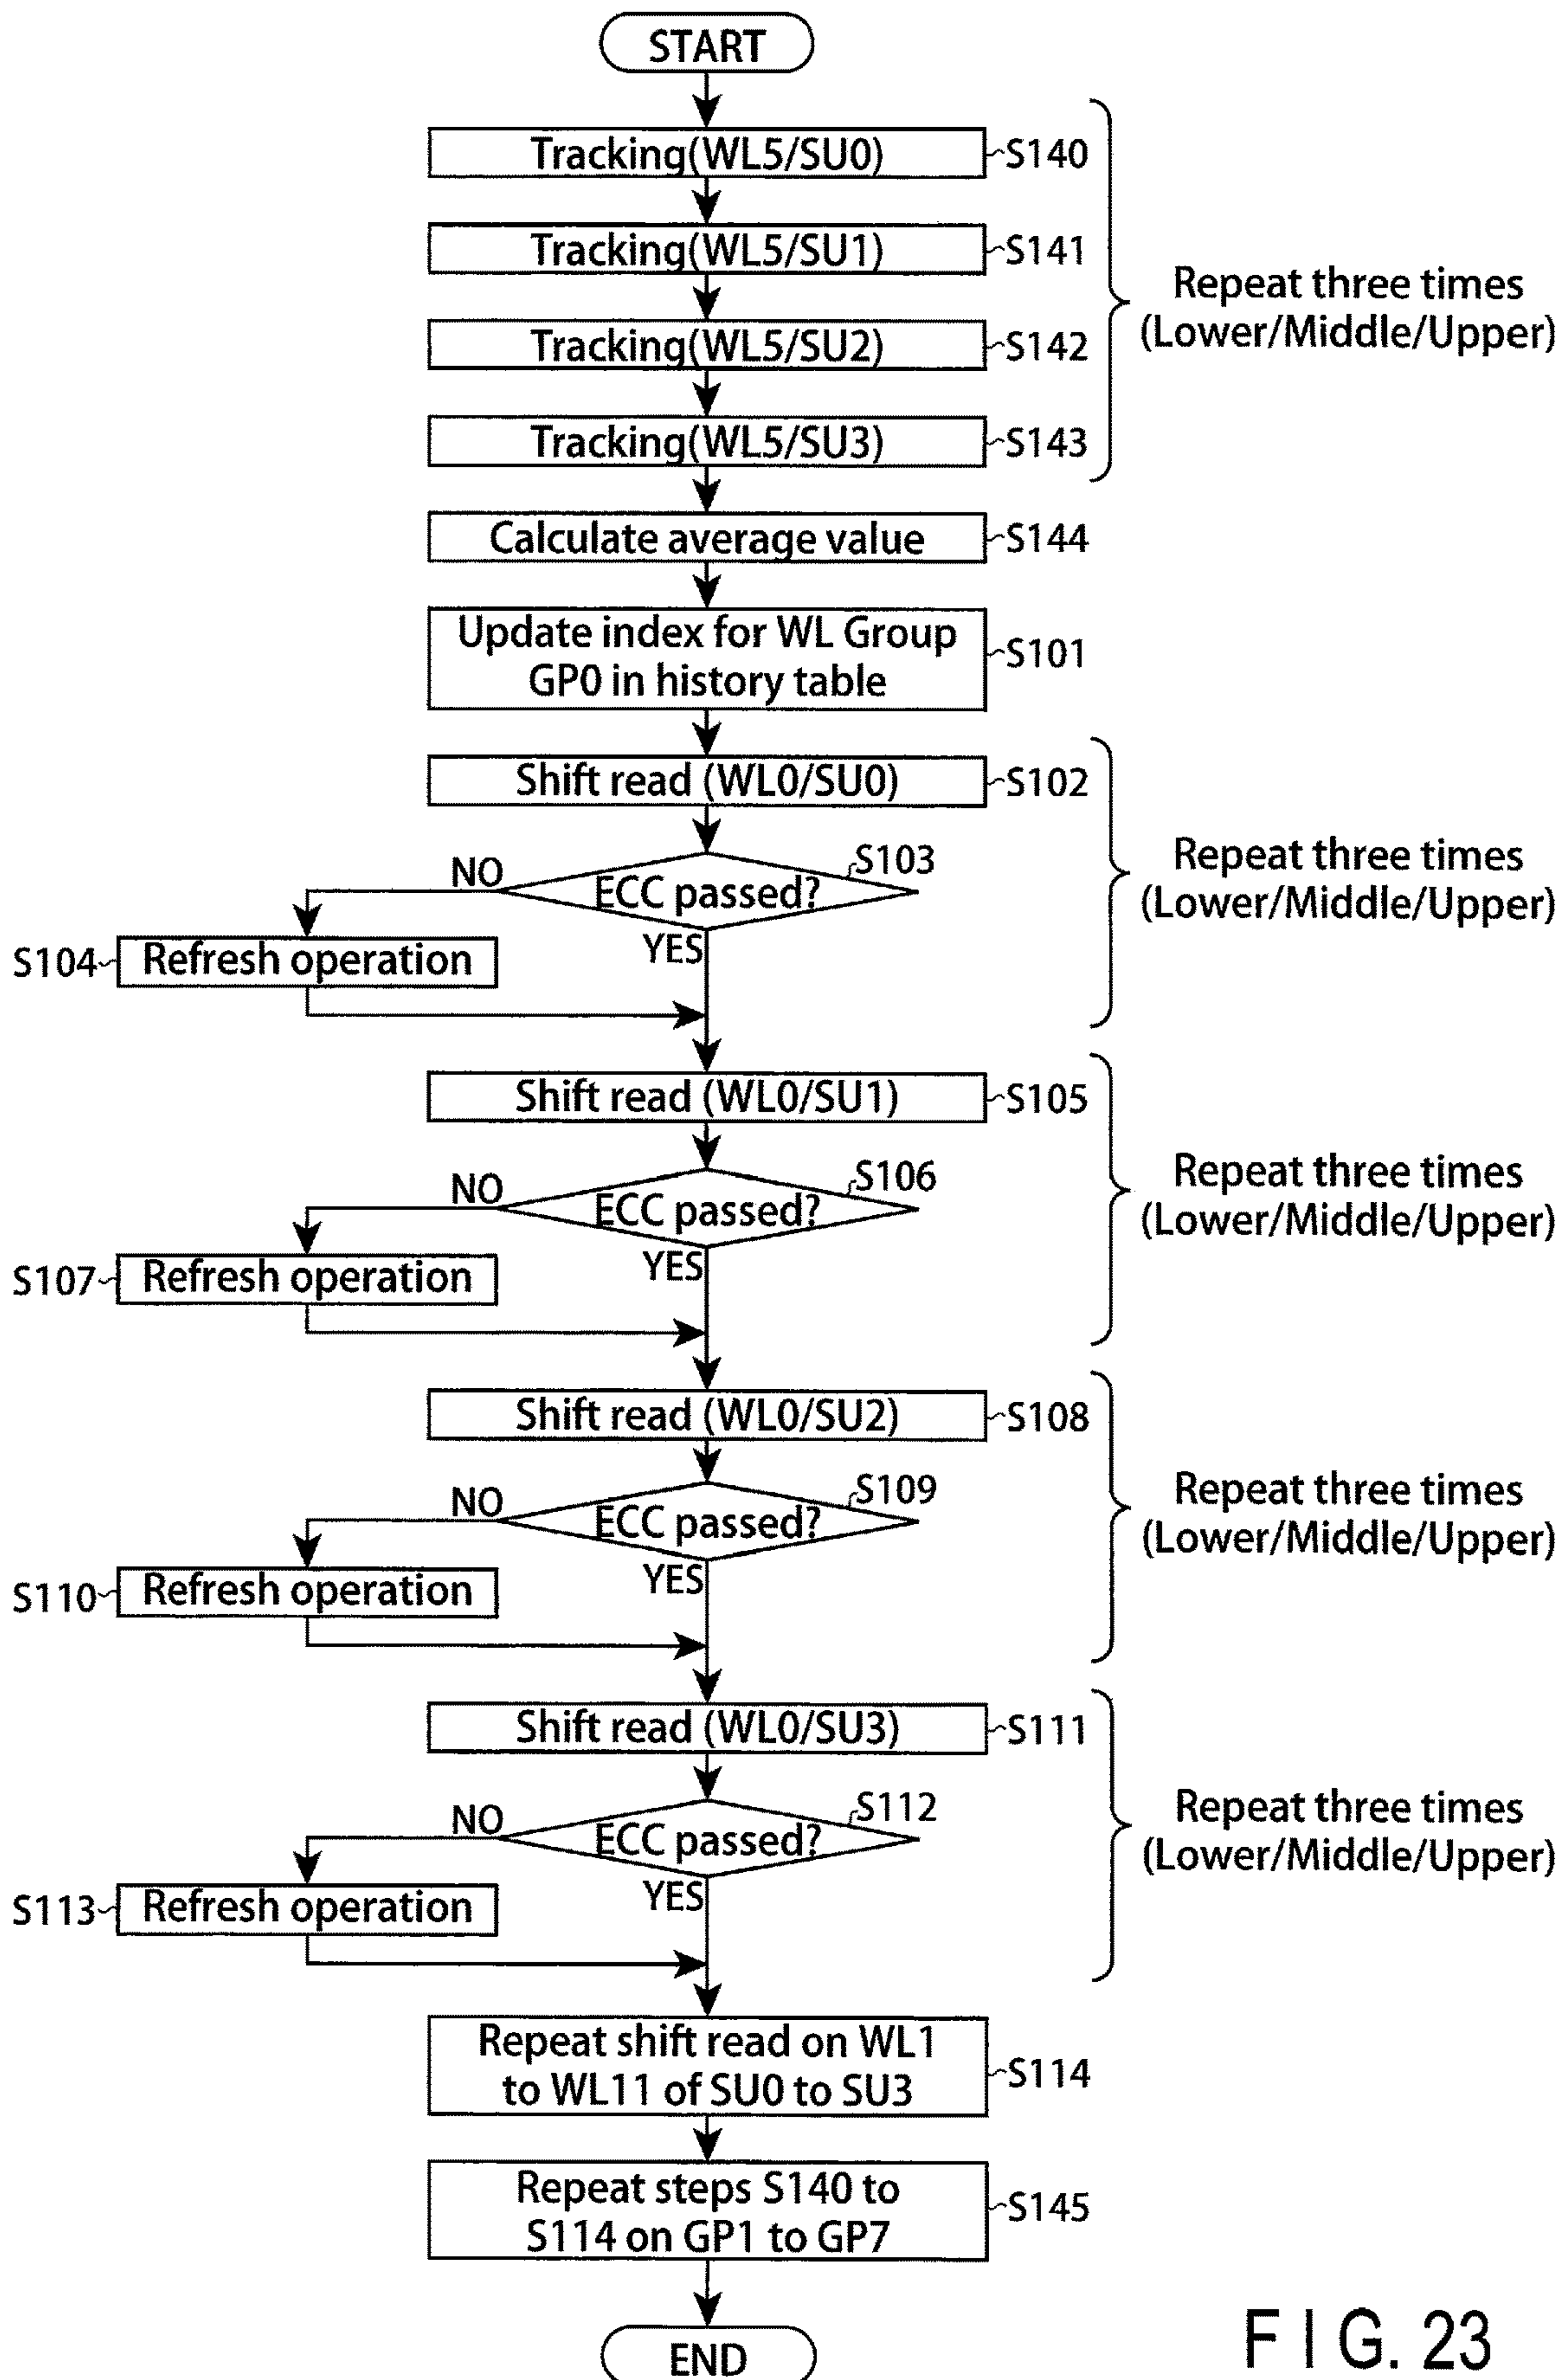 START
Tracking(WL5/SU0)
S140
Tracking(WL5/SU1)
S141
Repeat three times
(Lower/Middle/Upper)
Tracking(WL5/SU2)
S142
Tracking(WL5/SU3)
S143
Calculate average value
S144
Update index for WL Group
GP0 in history table
S101
Shift read (WL0/SU0)
S102
Repeat three times
(Lower/Middle/Upper)
S103
NO
ECC passed?
YES
S104
Refresh operation
Shift read (WL0/SU1)
S105
Repeat three times
(Lower/Middle/Upper)
S106
NO
ECC passed?
YES
S107
Refresh operation
Shift read (WL0/SU2)
S108
Repeat three times
(Lower/Middle/Upper)
S109
NO
ECC passed?
YES
S110
Refresh operation
Shift read (WL0/SU3)
S111
Repeat three times
(Lower/Middle/Upper)
S112
NO
ECC passed?
YES
S113
Refresh operation
Repeat shift read on WL1
to WL11 of SU0 to SU3
S114
Repeat steps S140 to
S114 on GP1 to GP7
S145
END
FIG. 23